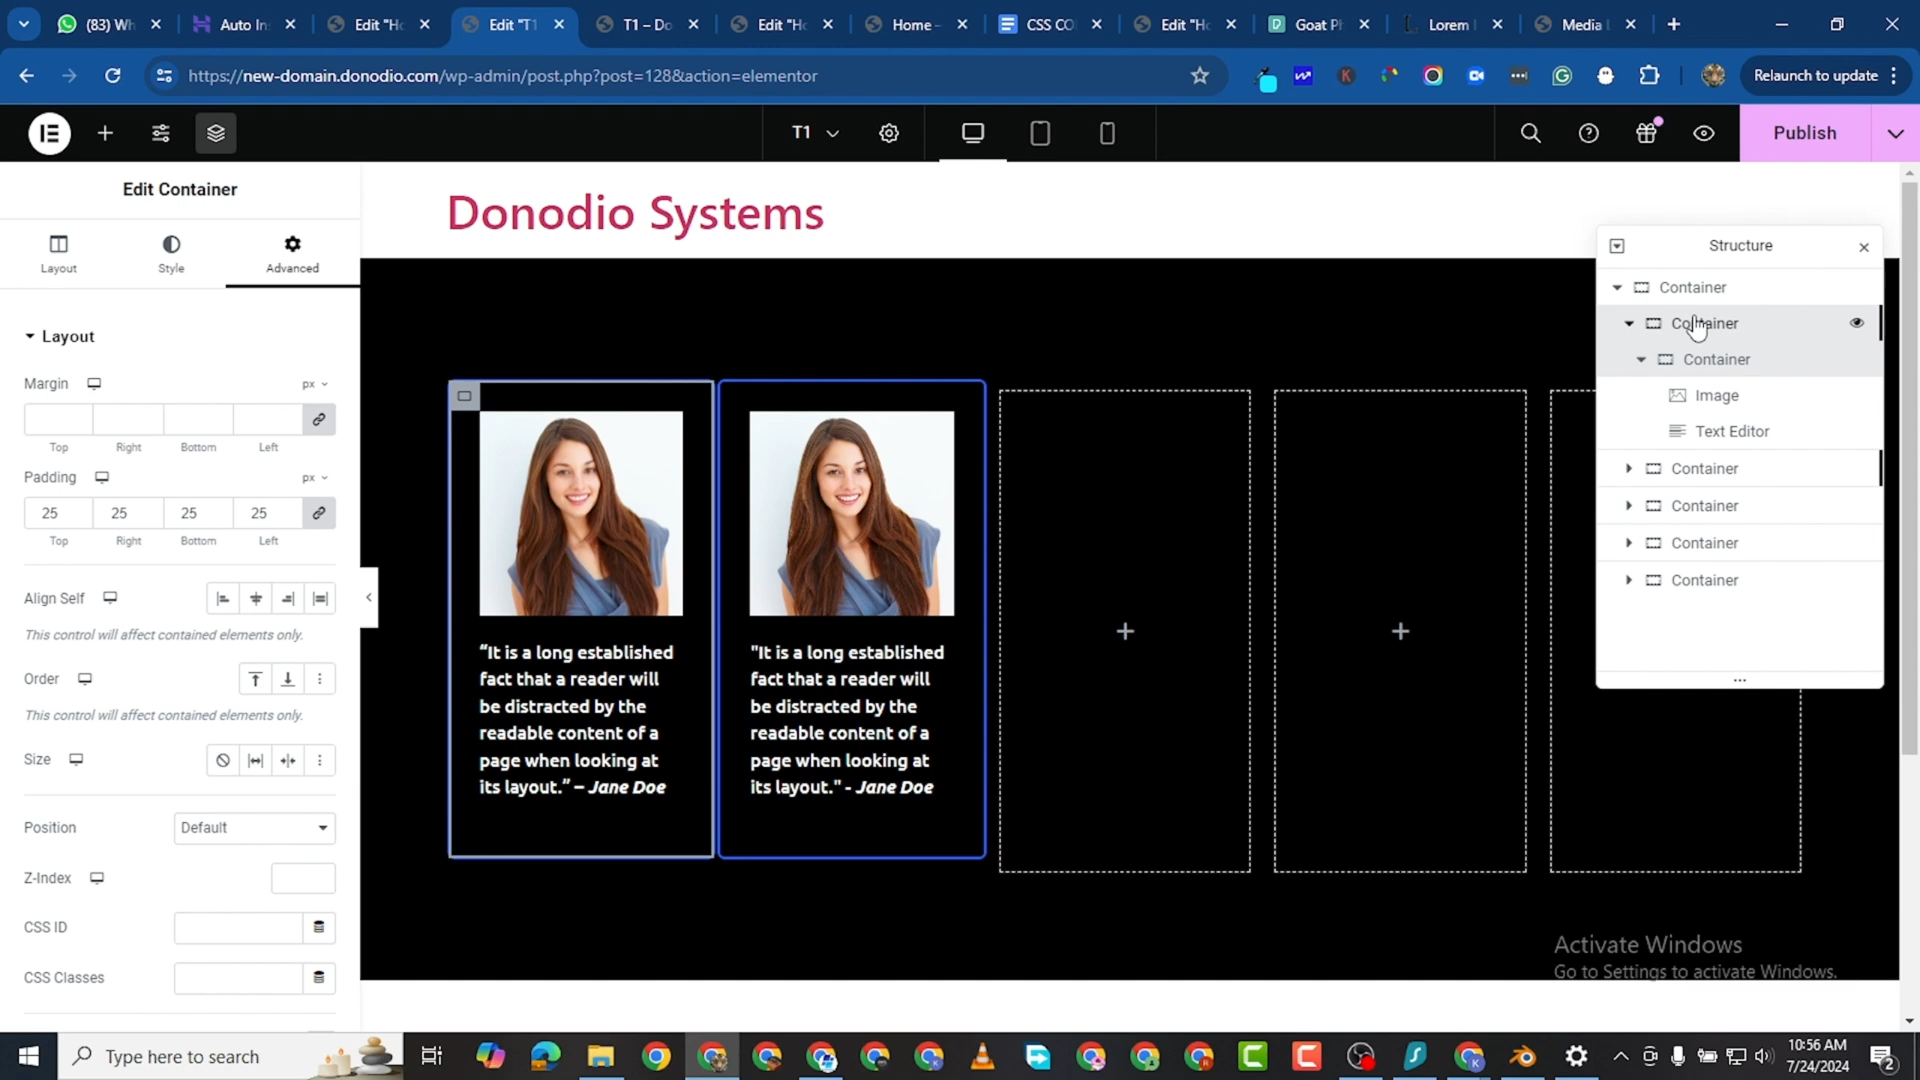 (83) Wh
Auto In
Edit "Ho
Edit "T1
T1 – Do
Edit "Ho
Home –
CSS CO
Edit "Ho
Goat Ph
Lorem I
Media L
https://new-domain.donodio.com/wp-admin/post.php?post=128&action=elementor
Relaunch to update
T1
Publish
Edit Container
Layout
Style
Advanced
Layout
Margin
px
Top
Right
Bottom
Left
Padding
px
25
25
25
25
Top
Right
Bottom
Left
Align Self
This control will affect contained elements only.
Order
This control will affect contained elements only.
Size
Position
Default
Z-Index
CSS ID
CSS Classes
Donodio Systems
“It is a long established
fact that a reader will
be distracted by the
readable content of a
page when looking at
its layout.” – Jane Doe
"It is a long established
fact that a reader will
be distracted by the
readable content of a
page when looking at
its layout." - Jane Doe
Structure
Container
Container
Container
Image
Text Editor
Container
Container
Container
Container
Activate Windows
Go to Settings to activate Windows.
Type here to search
10:56 AM
7/24/2024
2